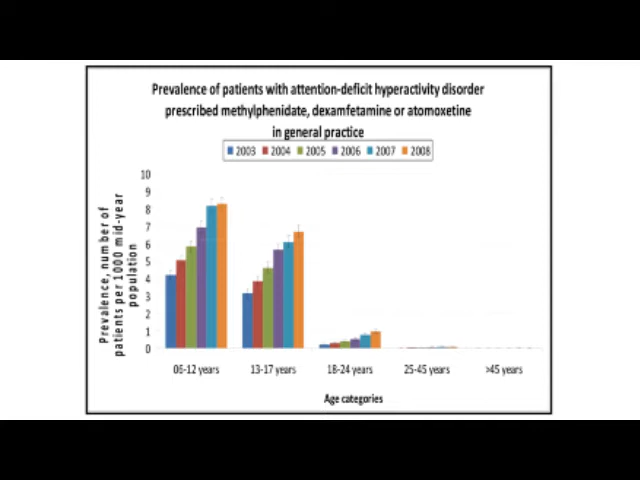 Prevalence of patients with attention-deficit hyperactivity disorder
prescribed methylphenidate, dexamfetamine or atomoxetine
in general practice
2003 2004 2005 2006 2007 2008
Prevalence, number of
patients per 1000 mid-year
population
10
9
8
7
6
5
4
3
2
1
0
06-12 years 13-17 years 18-24 years 25-45 years >45 years
Age categories